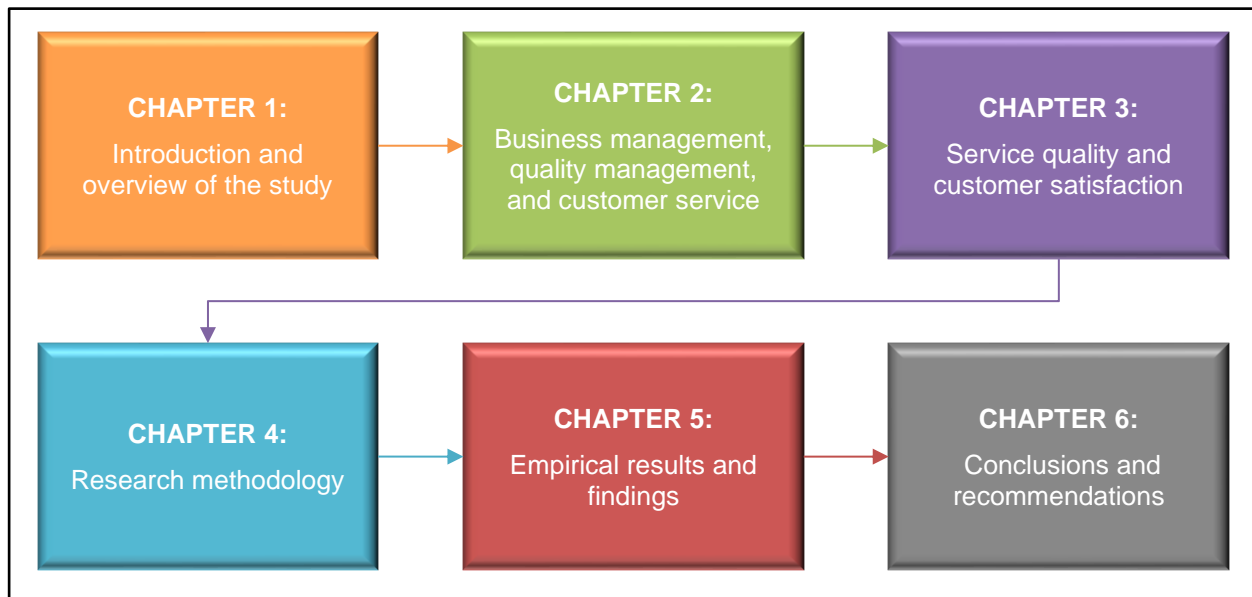 CHAPTER 1:
Introduction and
overview of the study
CHAPTER 2:
Business management,
quality management,
and customer service
CHAPTER 3:
Service quality and
customer satisfaction
CHAPTER 4:
Research methodology
CHAPTER 5:
Empirical results and
findings
CHAPTER 6:
Conclusions and
recommendations